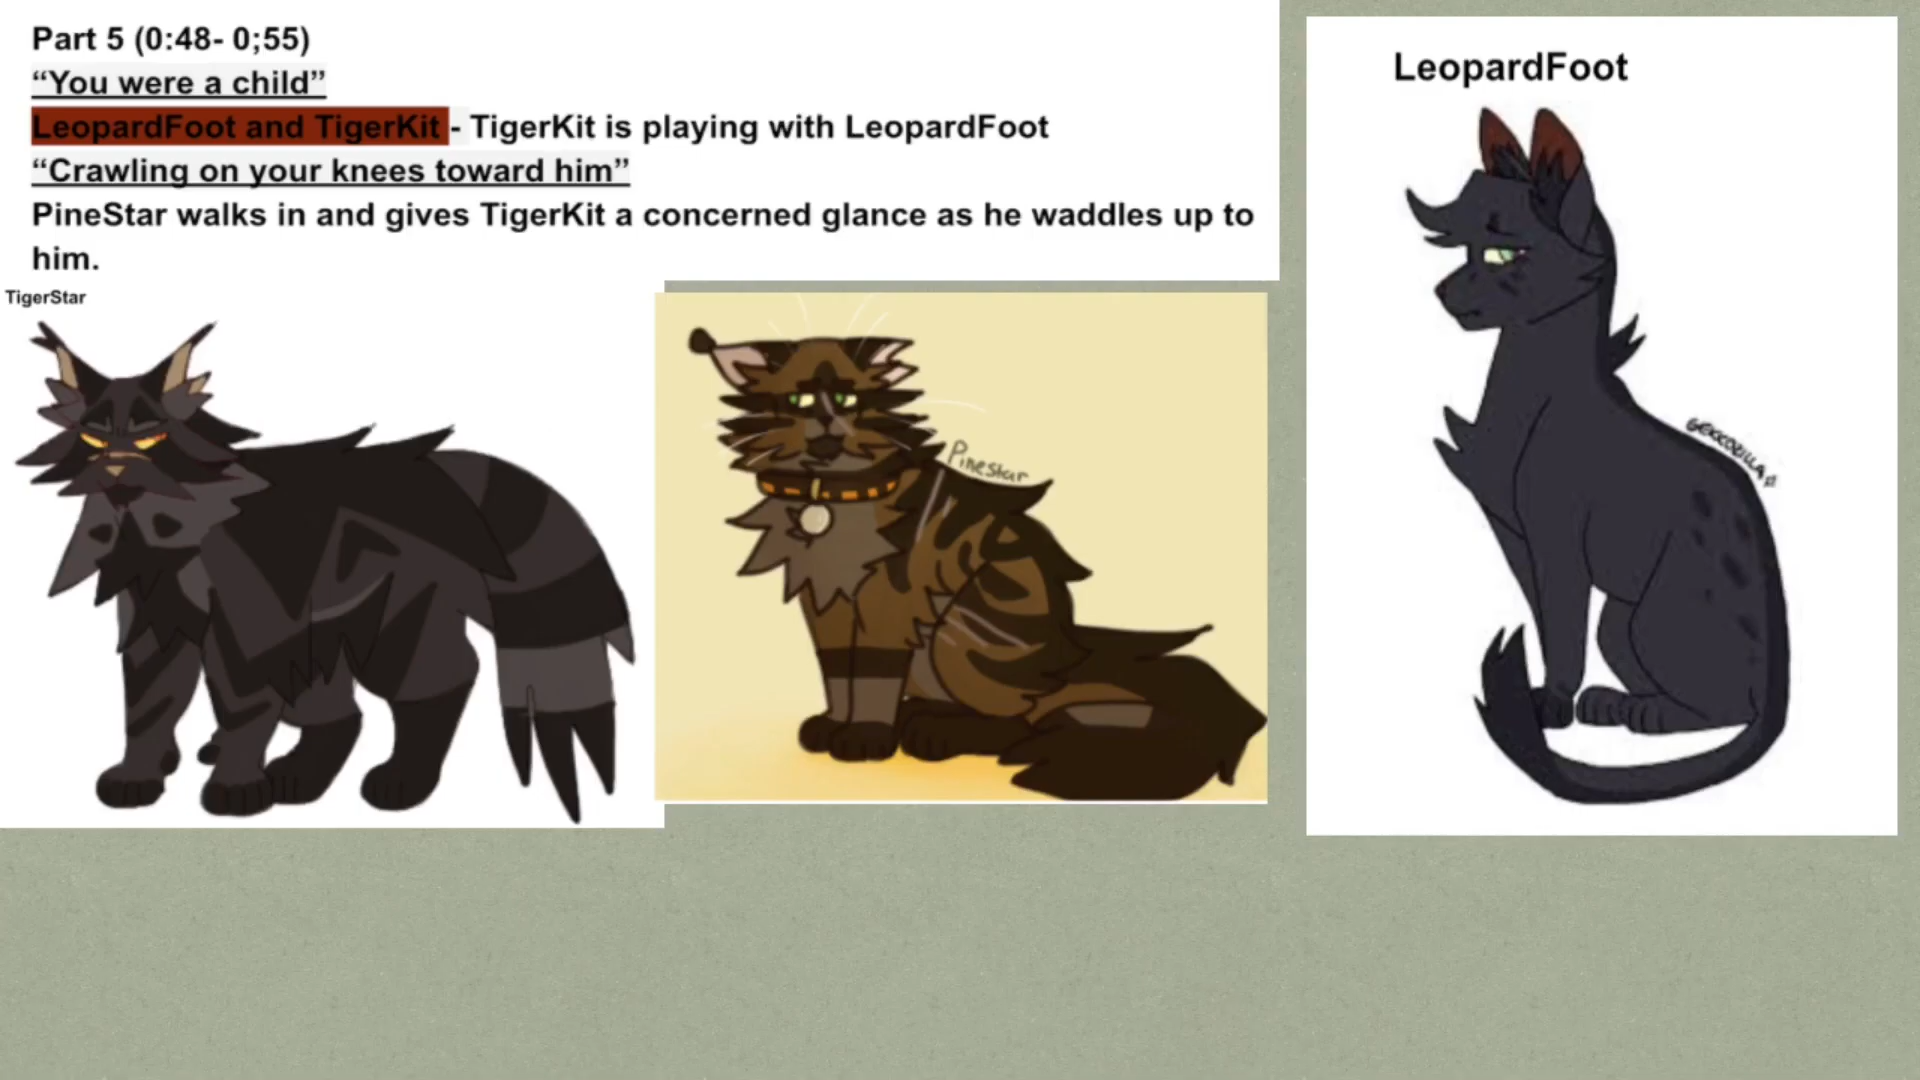 Part 5 (0:48- 0;55)
“You were a child”
LeopardFoot and TigerKit - TigerKit is playing with LeopardFoot
“Crawling on your knees toward him”
PineStar walks in and gives TigerKit a concerned glance as he waddles up to
him.
TigerStar
Pinestar
LeopardFoot
GEKKOZILLA